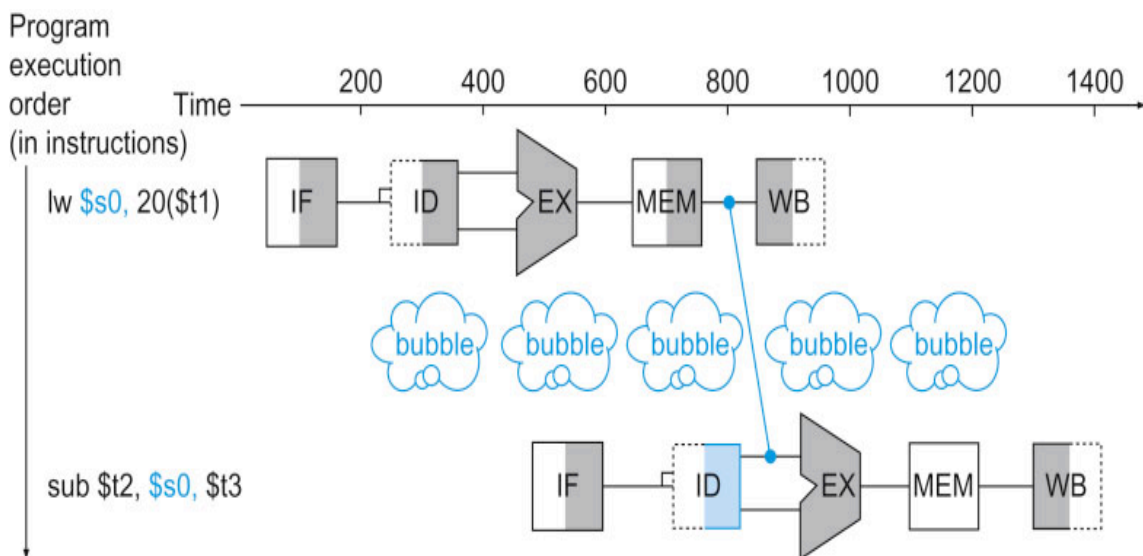 Program
execution
order
(in instructions)
Time
200 400 600 800 1000 1200 1400
lw $s0, 20($t1)
IF ID EX MEM WB
bubble bubble bubble bubble bubble
sub $t2, $s0, $t3
IF ID EX MEM WB